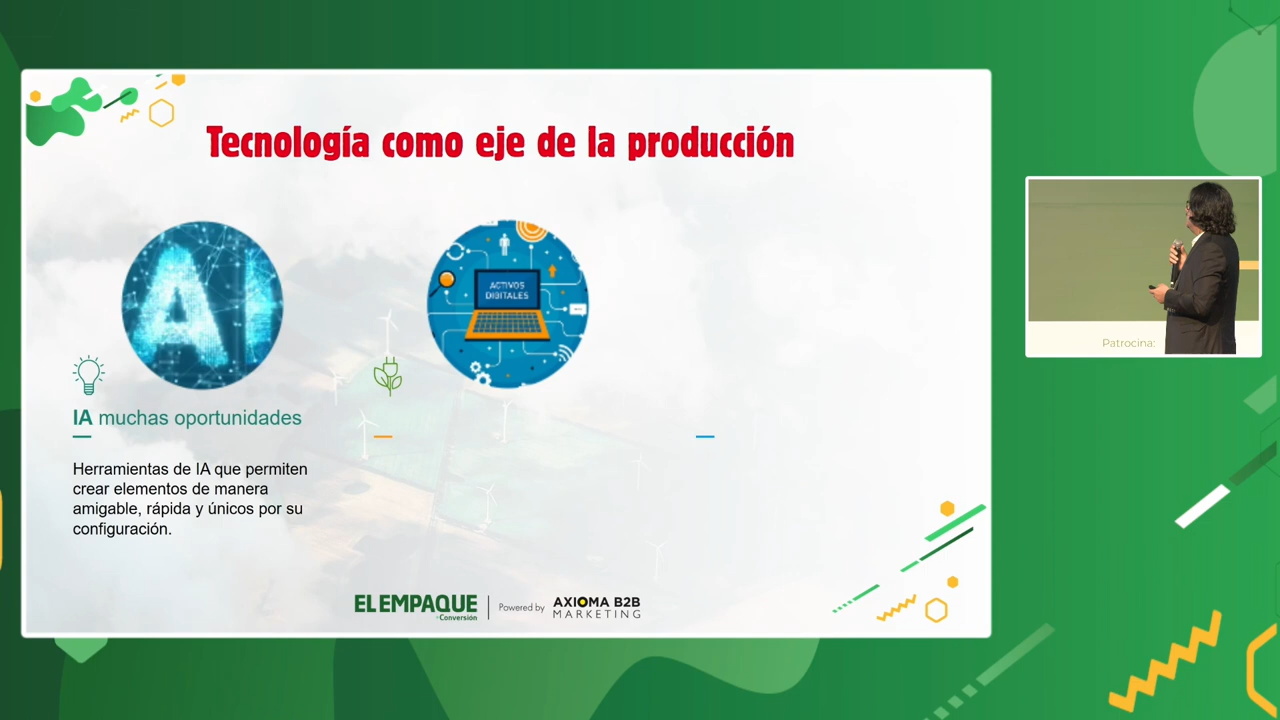 Tecnología como eje de la producción
AI
ACTIVOS
DIGITALES
IA muchas oportunidades
Herramientas de IA que permiten
crear elementos de manera
amigable, rápida y únicos por su
configuración.
EL EMPAQUE
+Conversión
Powered by
AXIOMA B2B
MARKETING
Patrocina: